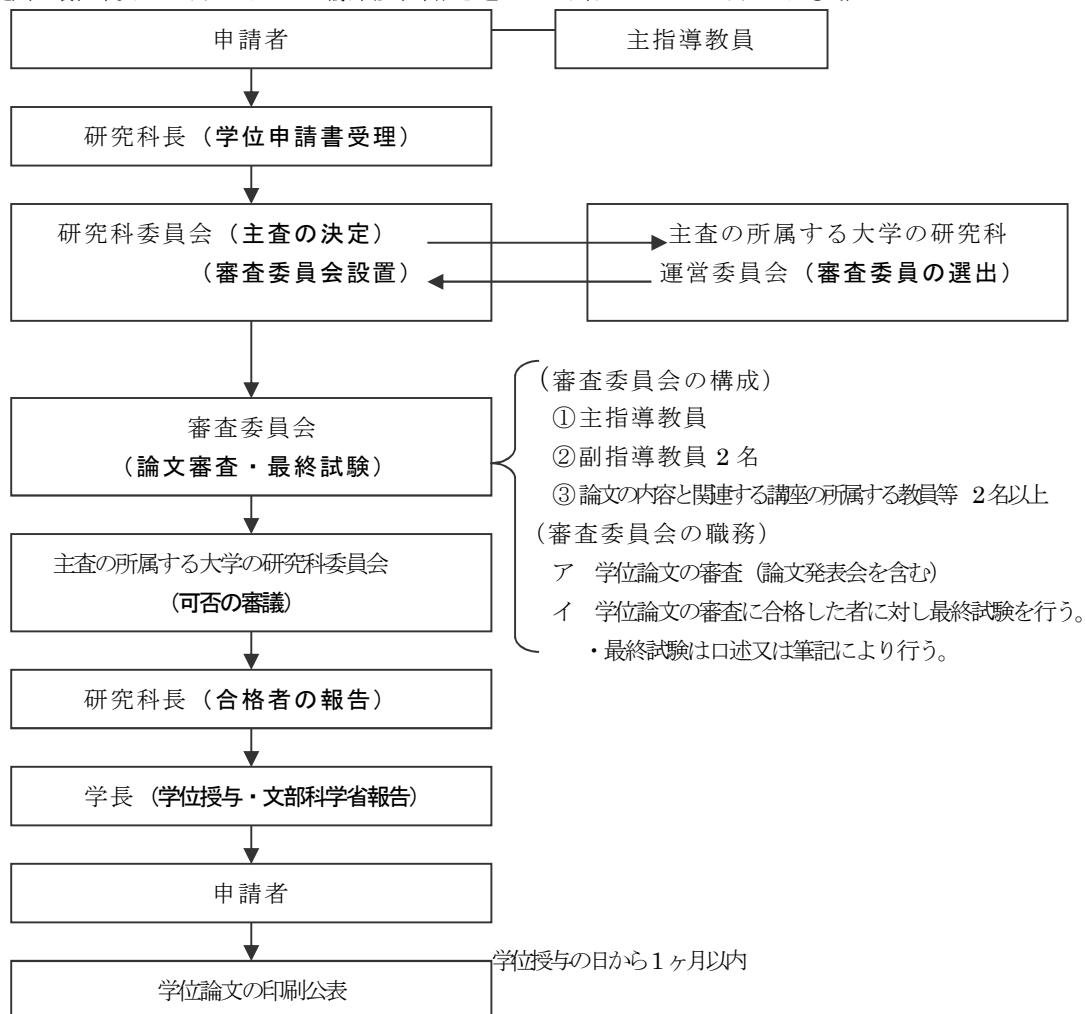 申請者
主指導教員
研究科長（学位申請書受理）
研究科委員会（主査の決定）
（審査委員会設置）
主査の所属する大学の研究科
運営委員会（審査委員の選出）
審査委員会
（論文審査・最終試験）
（審査委員会の構成）
①主指導教員
②副指導教員 2 名
③論文の内容と関連する講座の所属する教員等 2名以上
（審査委員会の職務）
ア 学位論文の審査（論文発表会を含む）
イ 学位論文の審査に合格した者に対し最終試験を行う。
・最終試験は口述又は筆記により行う。
主査の所属する大学の研究科委員会
（可否の審議）
研究科長（合格者の報告）
学長（学位授与・文部科学省報告）
申請者
学位授与の日から1ヶ月以内
学位論文の印刷公表